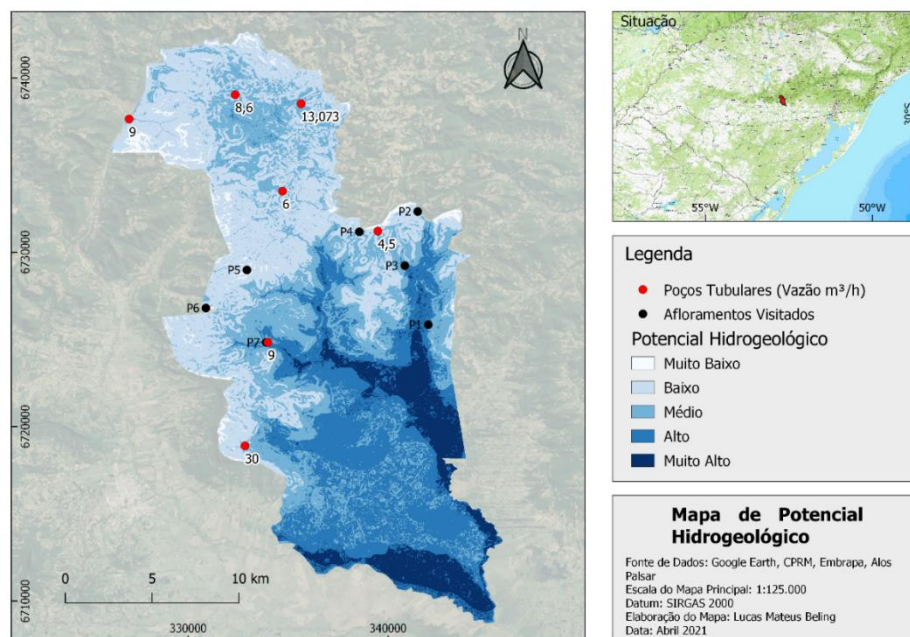 6740000
6730000
6720000
6710000
N
8,6
13,073
9
6
P2
P4
4,5
P5
P3
P6
P1
P7
9
30
0 5 10 km
330000 340000
Situação
30°S
55°W 50°W
Legenda
Poços Tubulares (Vazão m³/h)
Afloramentos Visitados
Potencial Hidrogeológico
Muito Baixo
Baixo
Médio
Alto
Muito Alto
Mapa de Potencial
Hidrogeológico
Fonte de Dados: Google Earth, CPRM, Embrapa, Alos
Palsar
Escala do Mapa Principal: 1:125.000
Datum: SIRGAS 2000
Elaboração do Mapa: Lucas Mateus Beling
Data: Abril 2021